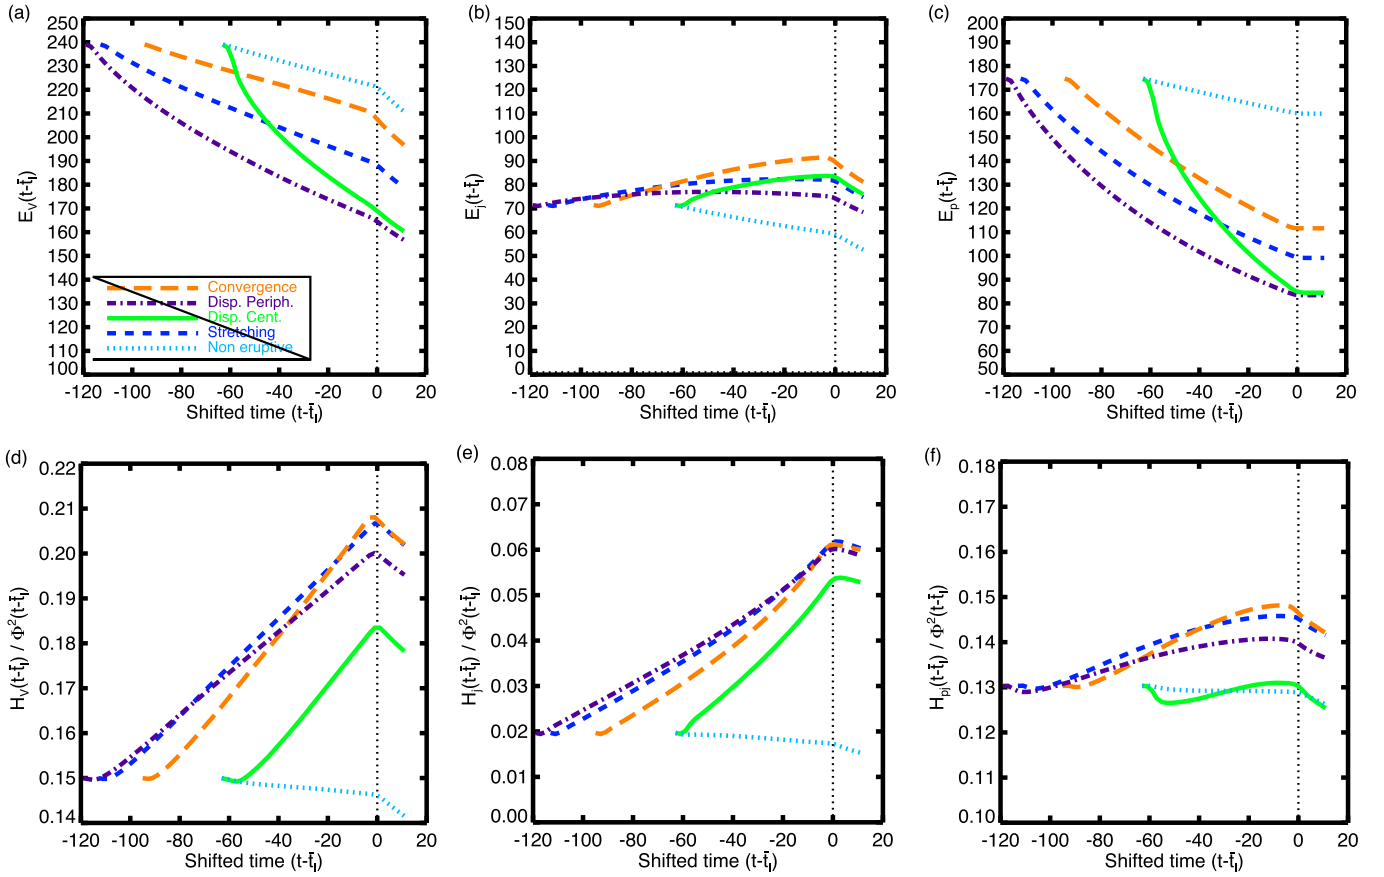 (a)
240
230
220
210
200
190
180
170
160
150
140
130
120
110
100
E_v(t-t̄_I)
Convergence
Disp. Periph.
Disp. Cent.
Stretching
Non eruptive
-120 -100 -80 -60 -40 -20 0 20
Shifted time (t-t̄_I)
(b)
150
140
130
120
110
100
90
80
70
60
50
40
30
20
10
0
E_j(t-t̄_I)
-120 -100 -80 -60 -40 -20 0 20
Shifted time (t-t̄_I)
(c)
200
190
180
170
160
150
140
130
120
110
100
90
80
70
60
50
E_p(t-t̄_I)
-120 -100 -80 -60 -40 -20 0 20
Shifted time (t-t̄_I)
(d)
0.22
0.21
0.20
0.19
0.18
0.17
0.16
0.15
0.14
H_v(t-t̄_I) / Φ²(t-t̄_I)
-120 -100 -80 -60 -40 -20 0 20
Shifted time (t-t̄_I)
(e)
0.08
0.07
0.06
0.05
0.04
0.03
0.02
0.01
0.00
H_j(t-t̄_I) / Φ²(t-t̄_I)
-120 -100 -80 -60 -40 -20 0 20
Shifted time (t-t̄_I)
(f)
0.18
0.17
0.16
0.15
0.14
0.13
0.12
0.11
0.10
H_pj(t-t̄_I) / Φ²(t-t̄_I)
-120 -100 -80 -60 -40 -20 0 20
Shifted time (t-t̄_I)